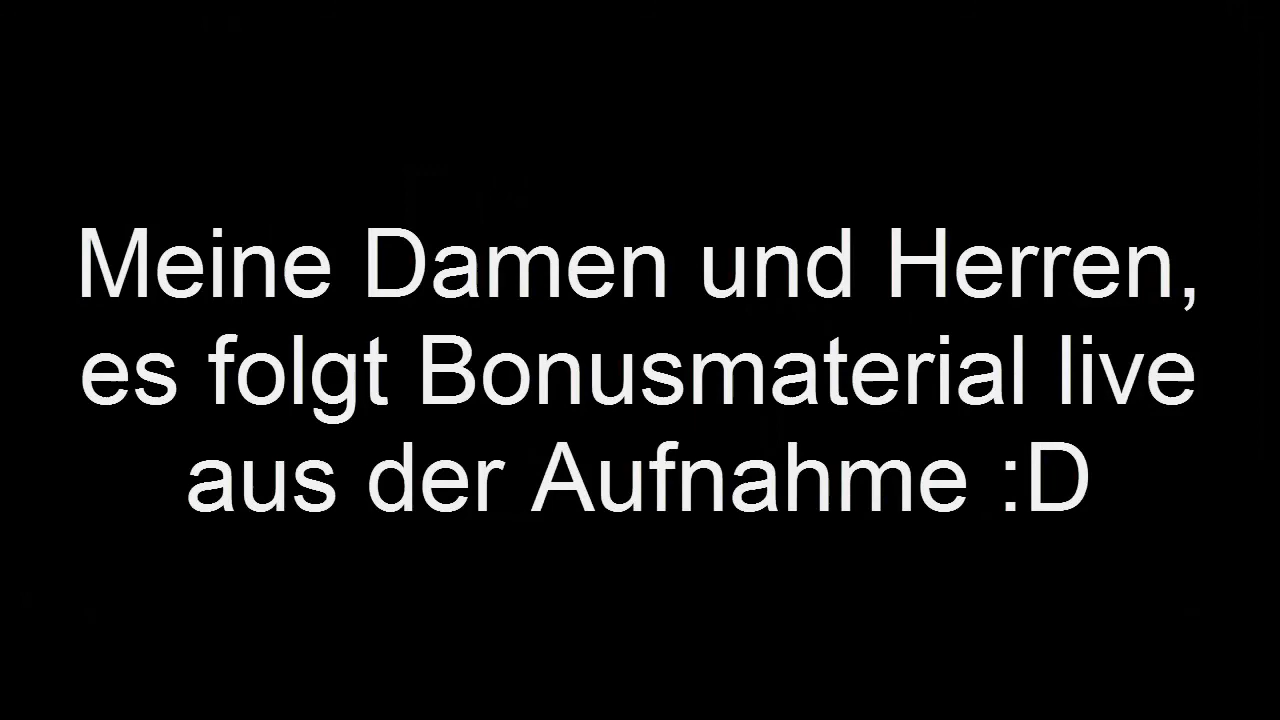 Meine Damen und Herren,
es folgt Bonusmaterial live
aus der Aufnahme :D